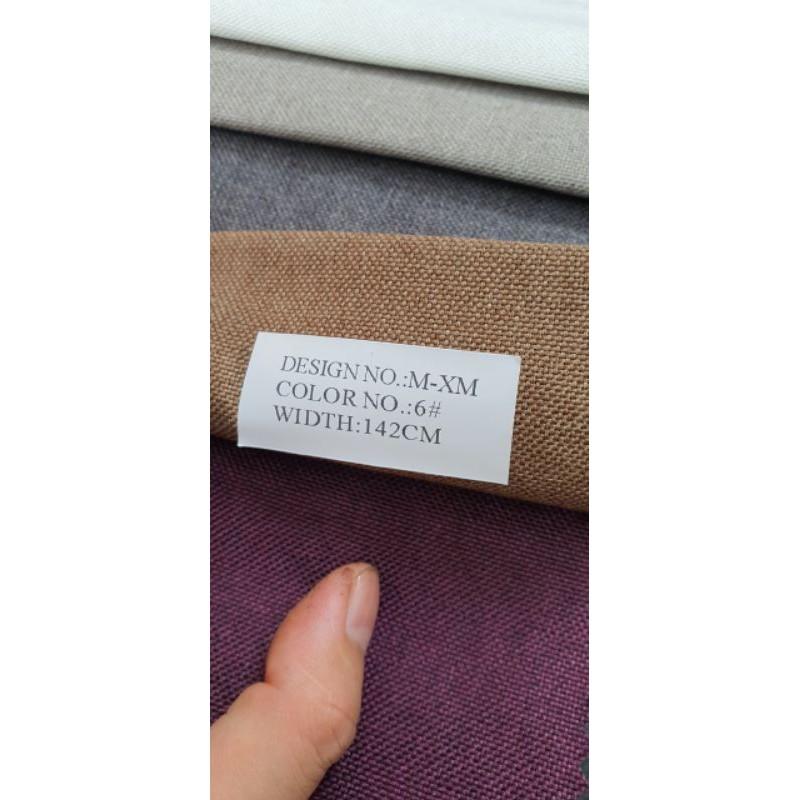 DESIGN NO.:M-XM
COLOR NO.:6#
WIDTH:142CM